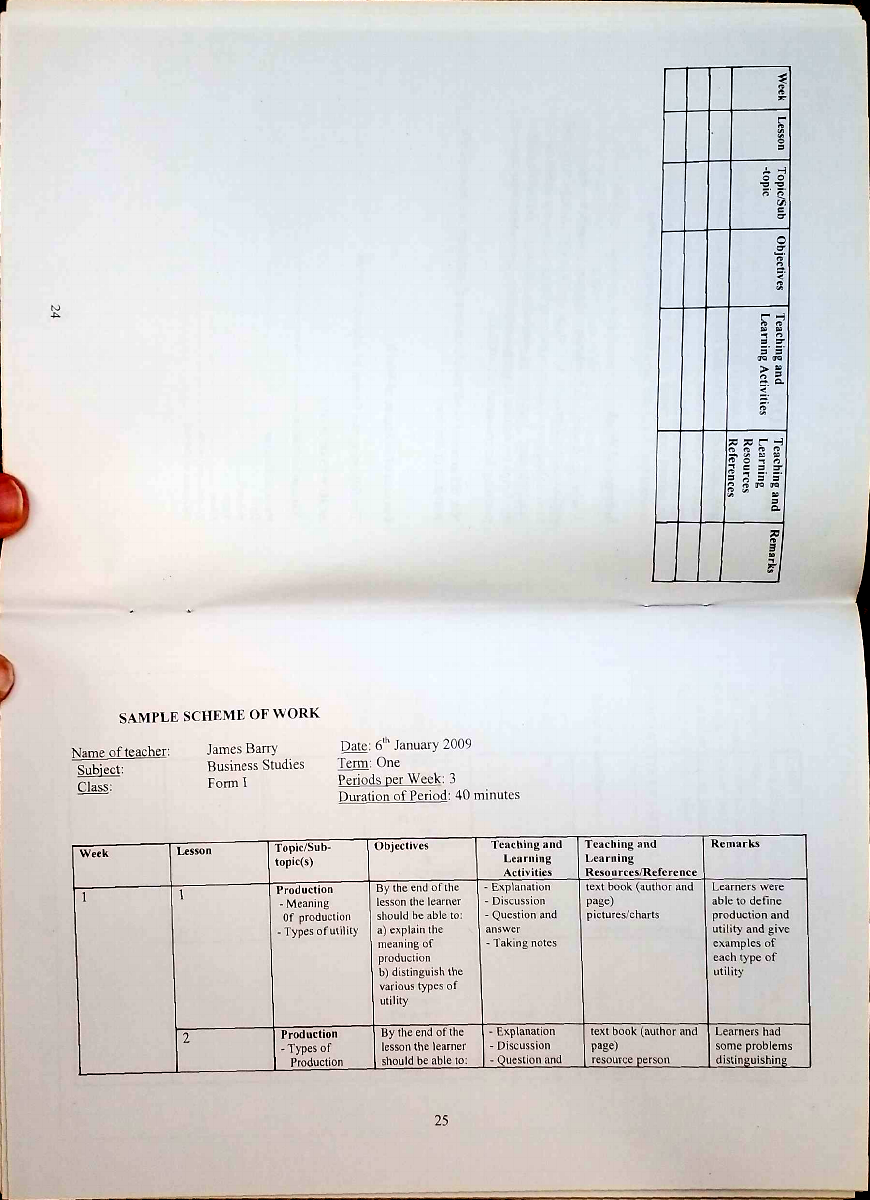 Week Lesson Topic/Sub Objectives Teaching and Teaching and Remarks
-topic Learning Activities Learning
Resources
References
24
SAMPLE SCHEME OF WORK
Name of teacher: James Barry Date: 6th January 2009
Subject: Business Studies Term: One
Class: Form I Periods per Week: 3
Duration of Period: 40 minutes
Week Lesson Topic/Sub- Objectives Teaching and Teaching and Remarks
topic(s) Learning Learning
Activities Resources/Reference
1 1 Production By the end of the - Explanation text book (author and Learners were
- Meaning lesson the learner - Discussion page) able to define
Of production should be able to: - Question and pictures/charts production and
- Types of utility a) explain the answer utility and give
meaning of - Taking notes examples of
production each type of
b) distinguish the utility
various types of
utility
2 Production By the end of the - Explanation text book (author and Learners had
- Types of lesson the learner - Discussion page) some problems
Production should be able to: - Question and resource person distinguishing
25